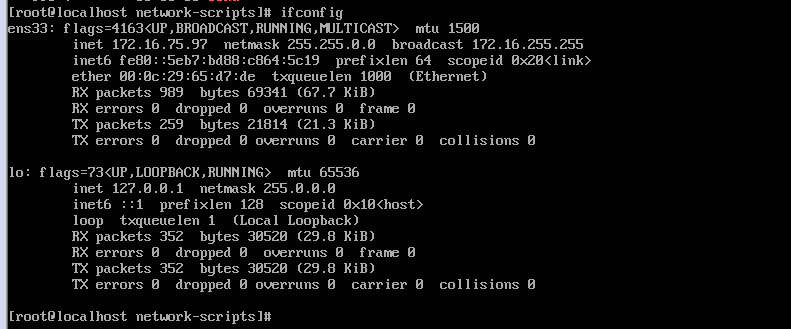 [root@localhost network-scripts]# ifconfig
ens33: flags=4163<UP,BROADCAST,RUNNING,MULTICAST>  mtu 1500
        inet 172.16.75.97  netmask 255.255.0.0  broadcast 172.16.255.255
        inet6 fe80::5eb7:bd88:c864:5c19  prefixlen 64  scopeid 0x20<link>
        ether 00:0c:29:65:d7:de  txqueuelen 1000  (Ethernet)
        RX packets 989  bytes 69341 (67.7 KiB)
        RX errors 0  dropped 0  overruns 0  frame 0
        TX packets 259  bytes 21814 (21.3 KiB)
        TX errors 0  dropped 0 overruns 0  carrier 0  collisions 0
lo: flags=73<UP,LOOPBACK,RUNNING>  mtu 65536
        inet 127.0.0.1  netmask 255.0.0.0
        inet6 ::1  prefixlen 128  scopeid 0x10<host>
        loop  txqueuelen 1  (Local Loopback)
        RX packets 352  bytes 30520 (29.8 KiB)
        RX errors 0  dropped 0  overruns 0  frame 0
        TX packets 352  bytes 30520 (29.8 KiB)
        TX errors 0  dropped 0 overruns 0  carrier 0  collisions 0
[root@localhost network-scripts]#